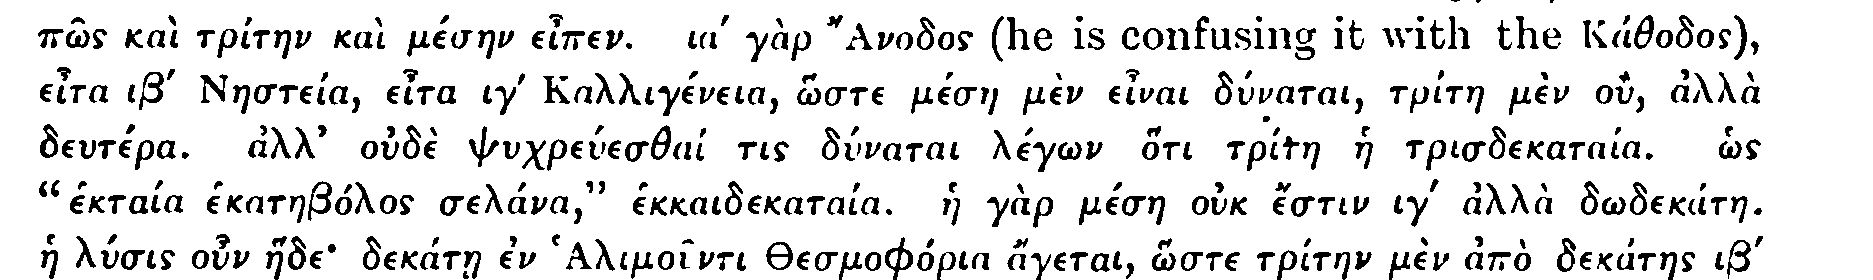 πῶς καὶ τρίτην καὶ μέσην εἶπεν. ια′ γὰρ Ἄνοδος (he is confusing it with the Κάθοδος),
εἶτα ιβ′ Νηστεία, εἶτα ιγ′ Καλλιγένεια, ὥστε μέση μὲν εἶναι δύναται, τρίτη μὲν οὔ, ἀλλὰ
δευτέρα. ἀλλ’ οὐδὲ ψυχρεύεσθαί τις δύναται λέγων ὅτι τρίτη ἡ τρισδεκαταία. ὡς
“ἑκταία ἑκατηβόλος σελάνα,” ἑκκαιδεκαταία. ἡ γὰρ μέση οὐκ ἔστιν ιγ′ ἀλλὰ δωδεκάτη.
ἡ λύσις οὖν ἥδε· δεκάτῃ ἐν Ἁλιμοῦντι Θεσμοφόρια ἄγεται, ὥστε τρίτην μὲν ἀπὸ δεκάτης ιβ′